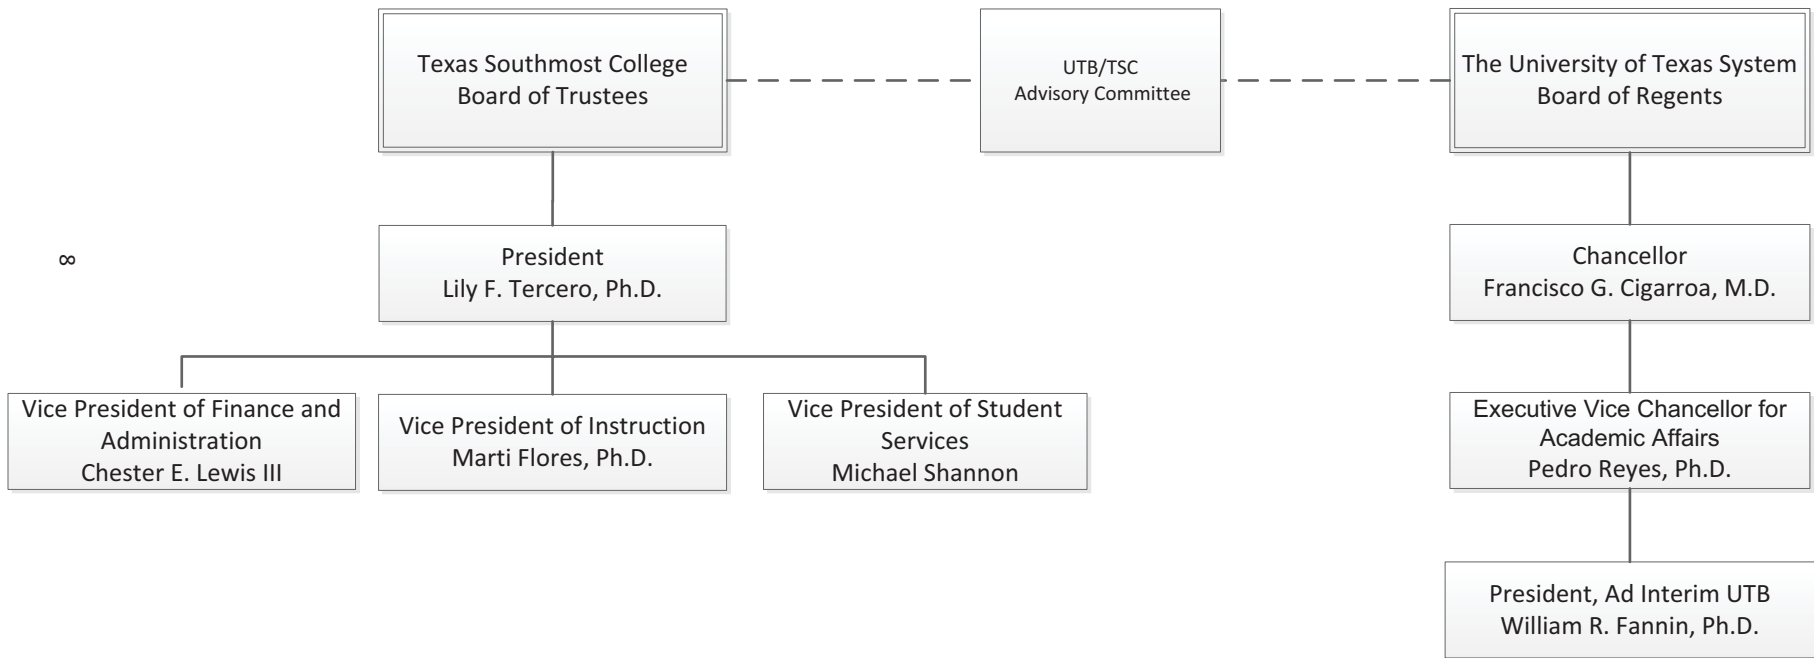 Texas Southmost College
Board of Trustees
UTB/TSC
Advisory Committee
The University of Texas System
Board of Regents
∞
President
Lily F. Tercero, Ph.D.
Chancellor
Francisco G. Cigarroa, M.D.
Vice President of Finance and
Administration
Chester E. Lewis III
Vice President of Instruction
Marti Flores, Ph.D.
Vice President of Student
Services
Michael Shannon
Executive Vice Chancellor for
Academic Affairs
Pedro Reyes, Ph.D.
President, Ad Interim UTB
William R. Fannin, Ph.D.